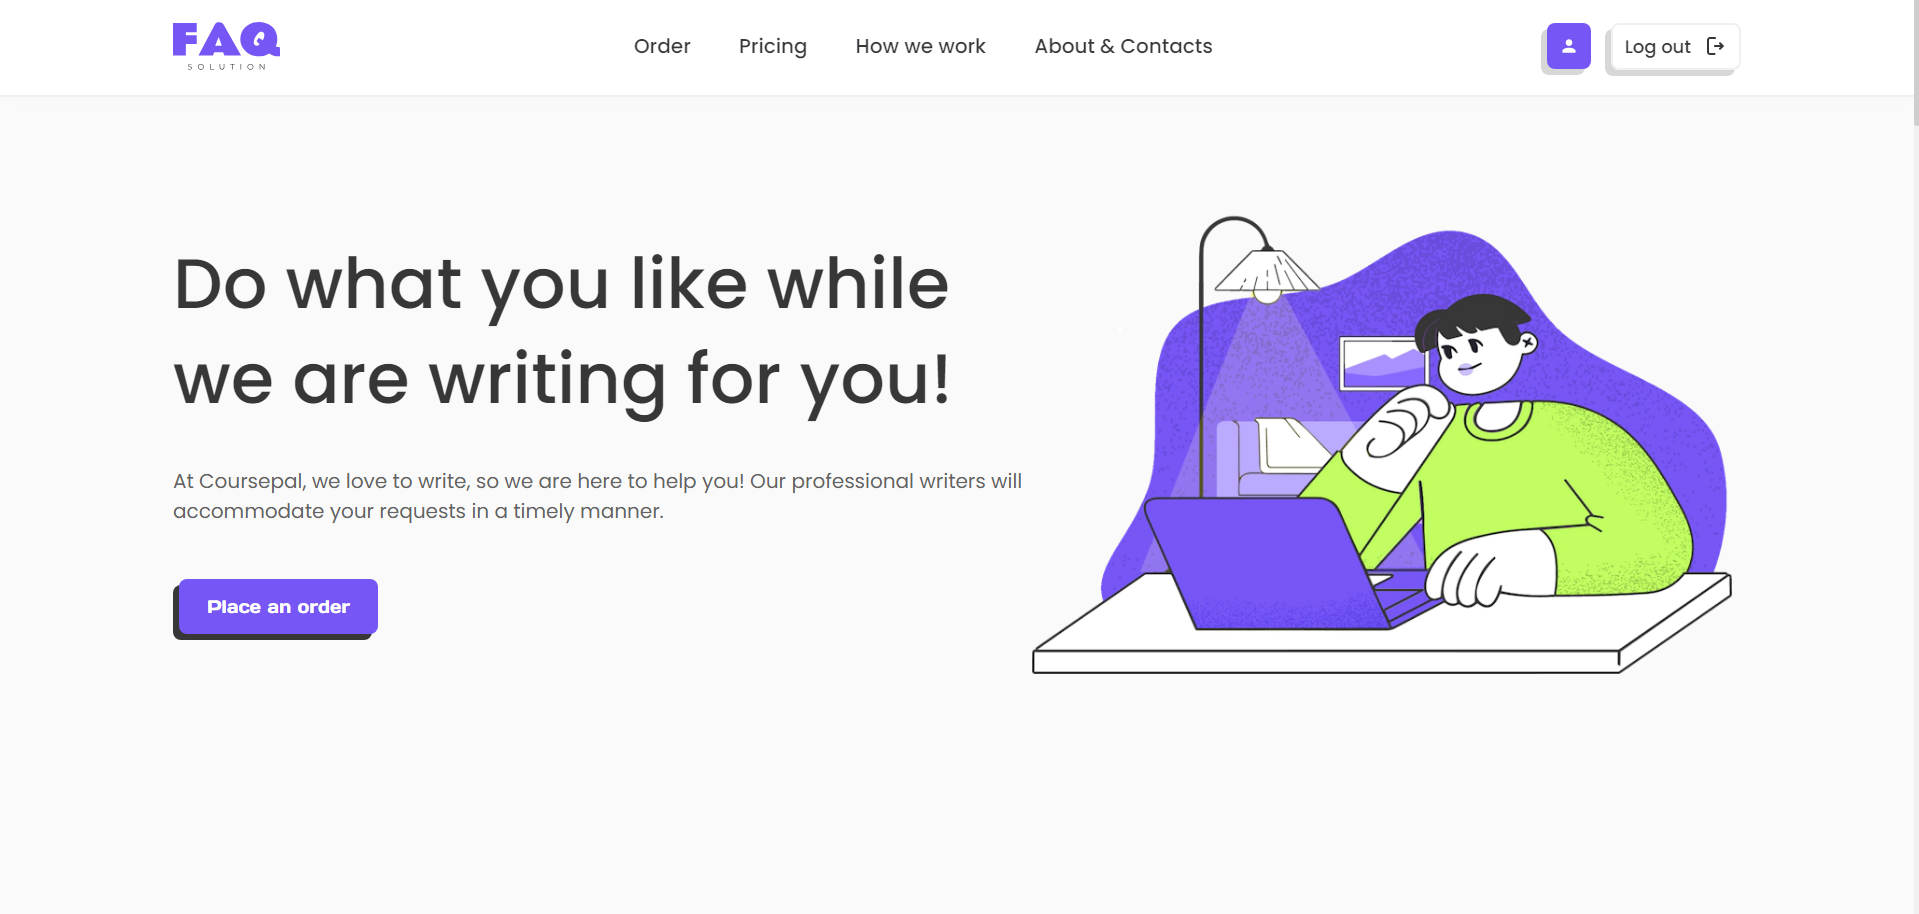 FAQ
SOLUTION
Order
Pricing
How we work
About & Contacts
Log out
Do what you like while
we are writing for you!
At Coursepal, we love to write, so we are here to help you! Our professional writers will
accommodate your requests in a timely manner.
Place an order